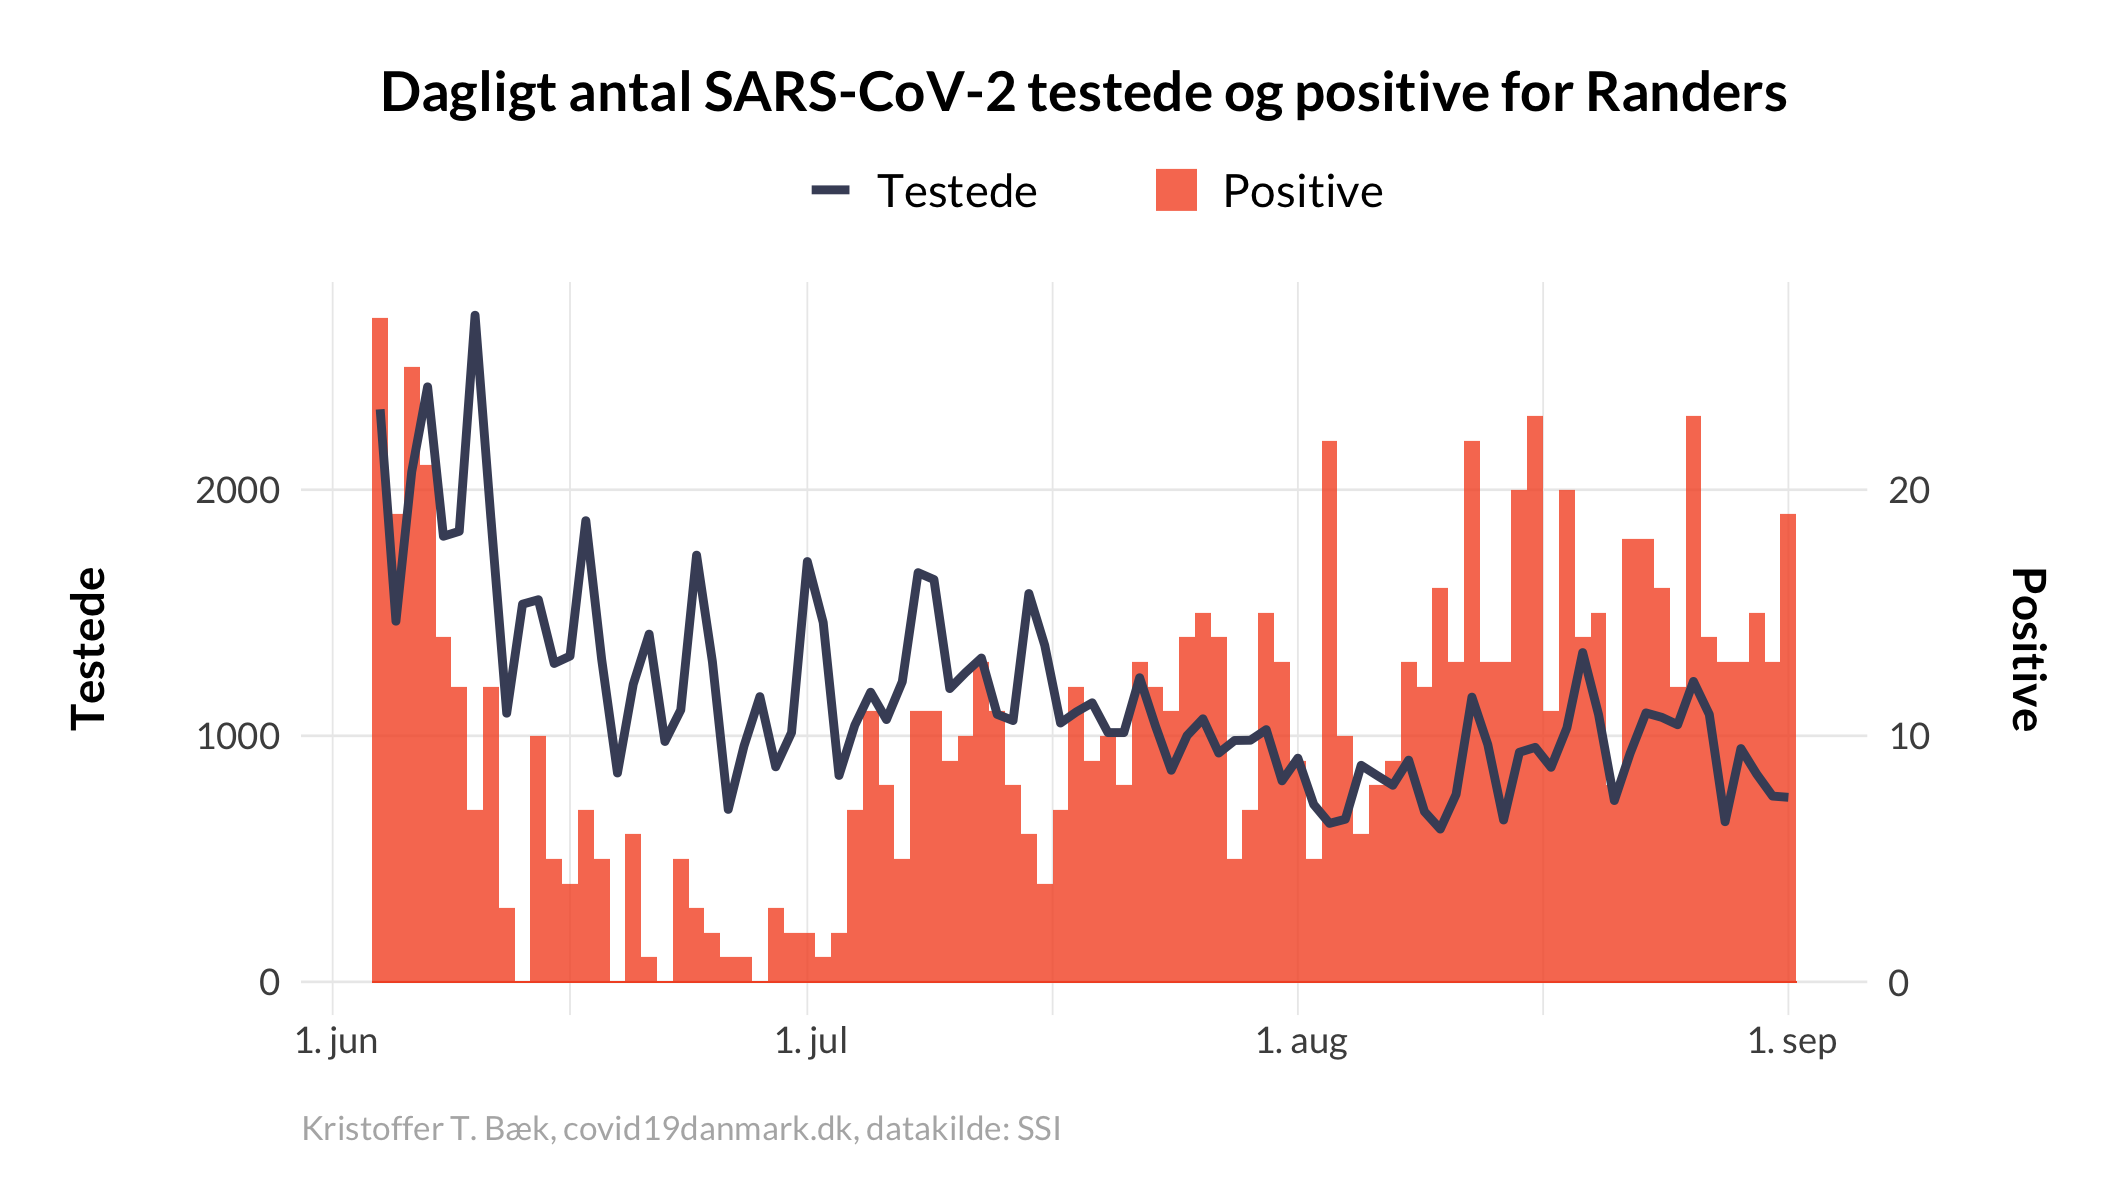 Dagligt antal SARS-CoV-2 testede og positive for Randers
Testede
Positive
Testede
Positive
2000
1000
0
20
10
0
1. jun
1. jul
1. aug
1. sep
Kristoffer T. Bæk, covid19danmark.dk, datakilde: SSI